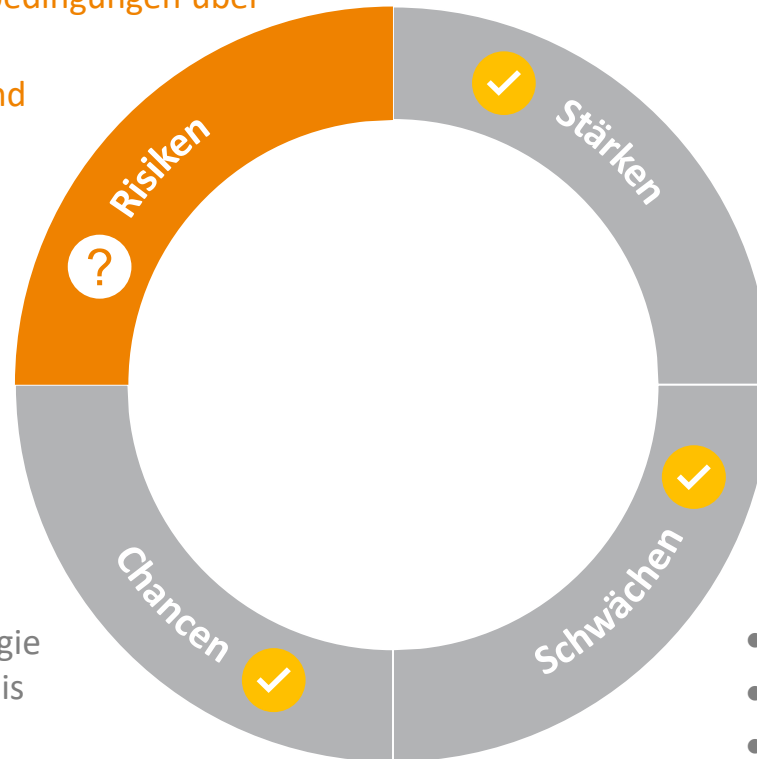 bedingungen über
nd
Risiken
?
Stärken
Chancen
Schwächen
gie
is
•
•
•